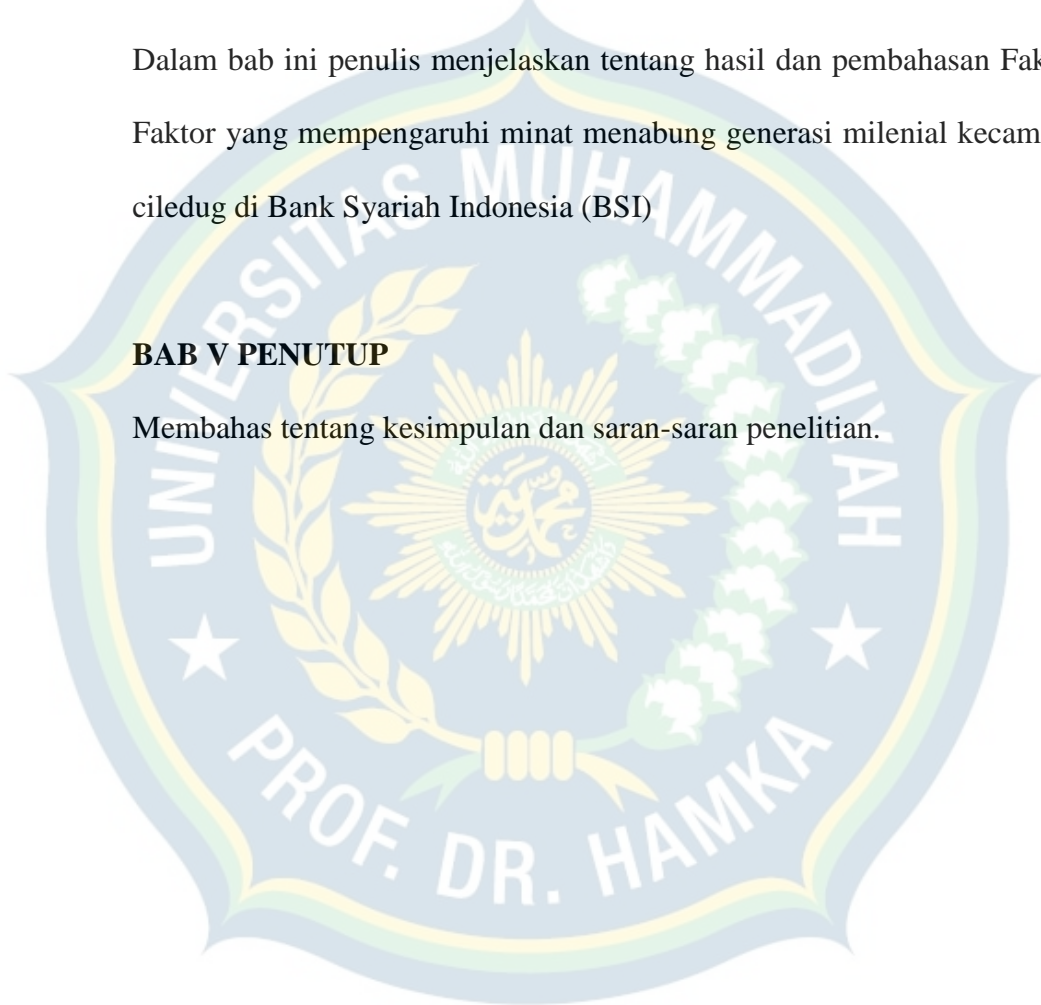 Dalam bab ini penulis menjelaskan tentang hasil dan pembahasan Fak
Faktor yang mempengaruhi minat menabung generasi milenial kecam
ciledug di Bank Syariah Indonesia (BSI)
BAB V PENUTUP
Membahas tentang kesimpulan dan saran-saran penelitian.
UNIVERSITAS MUHAMMADIYAH
PROF. DR. HAMKA
محمدية